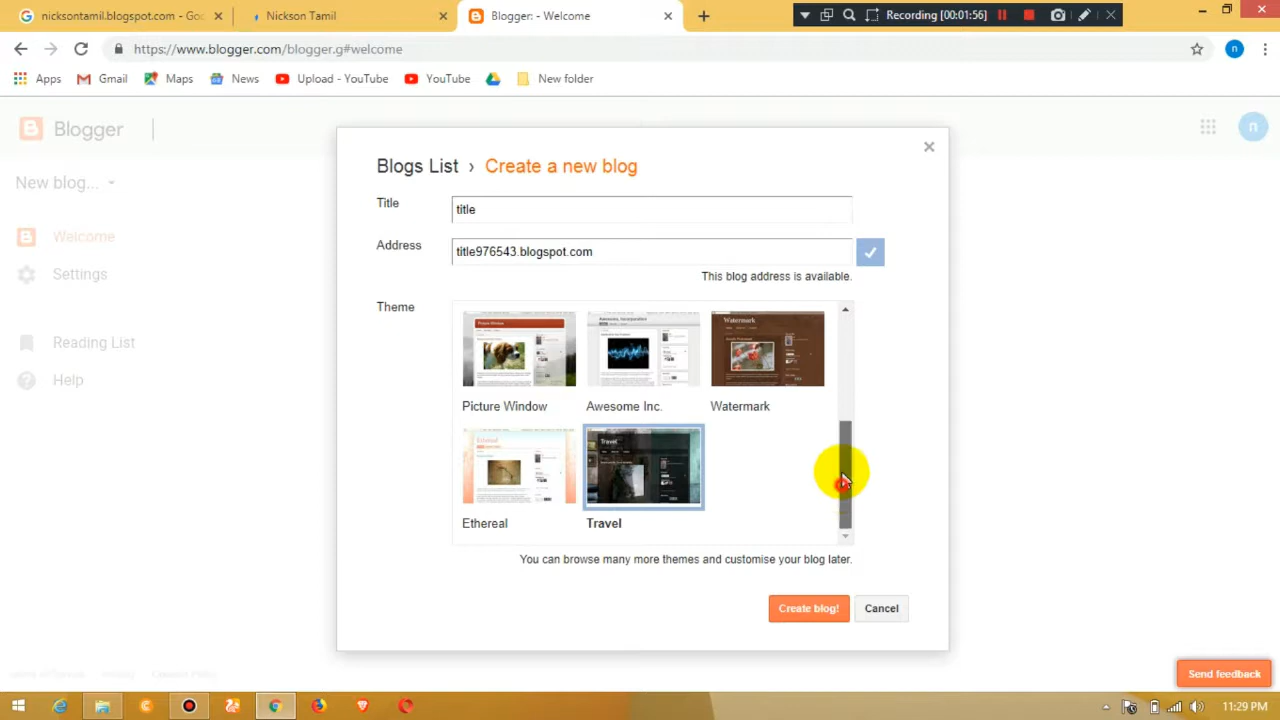 nicksontamil.blogspot.com - Goo
Nickson Tamil
Blogger: - Welcome
Recording [00:01:56]
https://www.blogger.com/blogger.g#welcome
n
Apps
Gmail
Maps
News
Upload - YouTube
YouTube
New folder
Blogger
n
New blog...
Welcome
Settings
Reading List
Help
Blogs List › Create a new blog
Title
title
Address
title976543.blogspot.com
This blog address is available.
Theme
Picture Window
Awesome Inc.
Watermark
Ethereal
Travel
You can browse many more themes and customise your blog later.
Create blog!
Cancel
Send feedback
11:29 PM